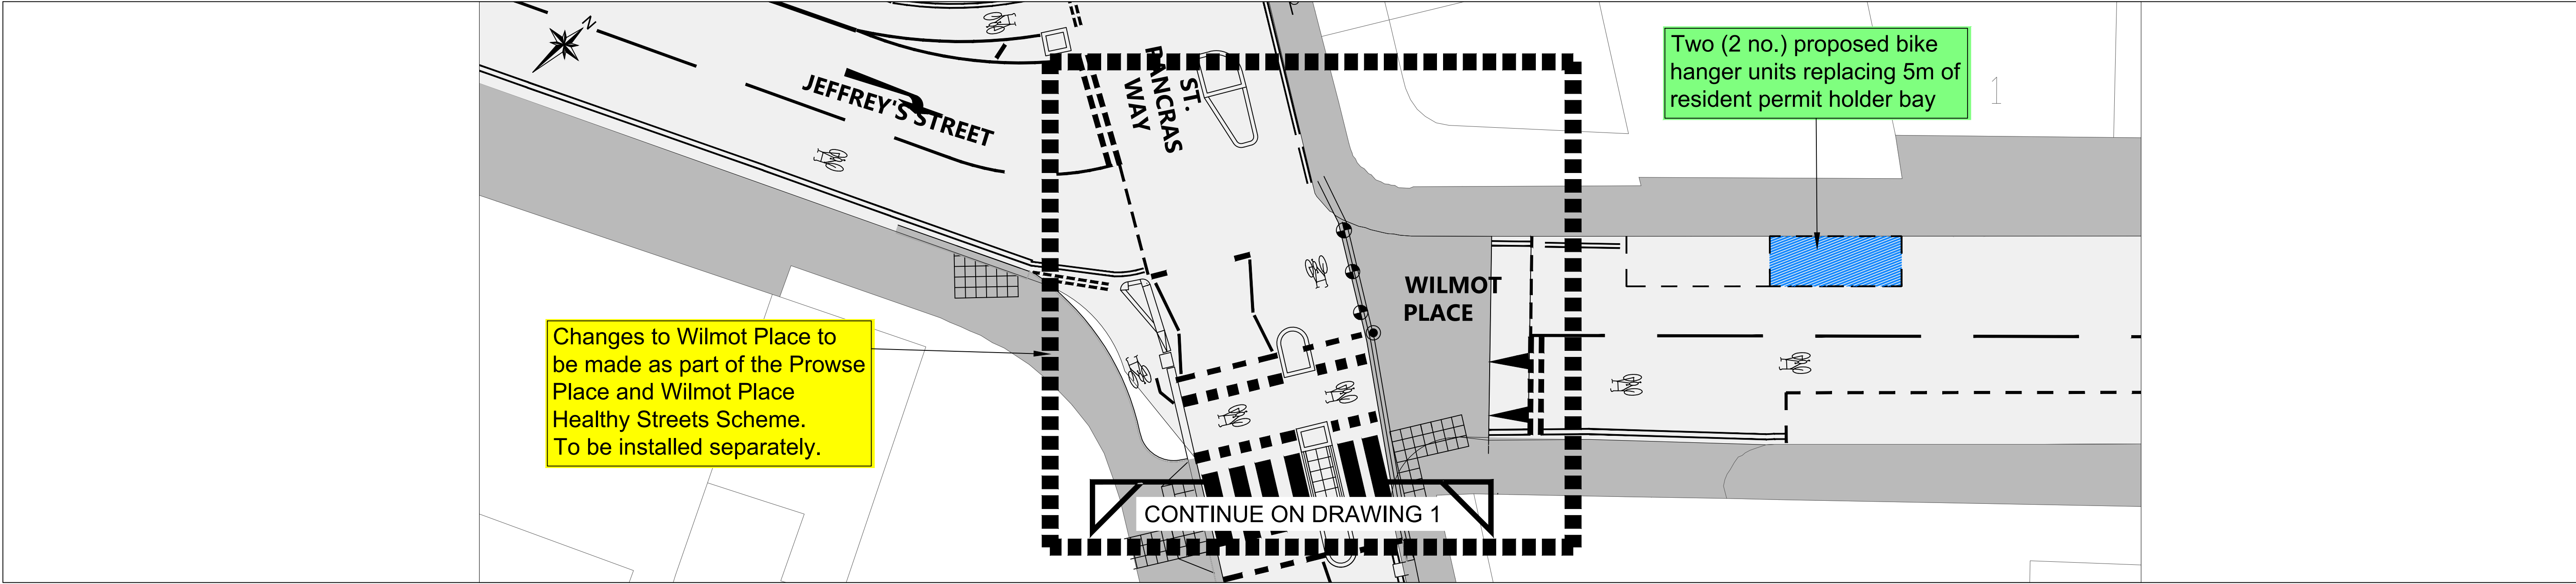 N
JEFFREY'S STREET
ST.
PANCRAS
WAY
Two (2 no.) proposed bike
hanger units replacing 5m of
resident permit holder bay
1
WILMOT
PLACE
Changes to Wilmot Place to
be made as part of the Prowse
Place and Wilmot Place
Healthy Streets Scheme.
To be installed separately.
CONTINUE ON DRAWING 1